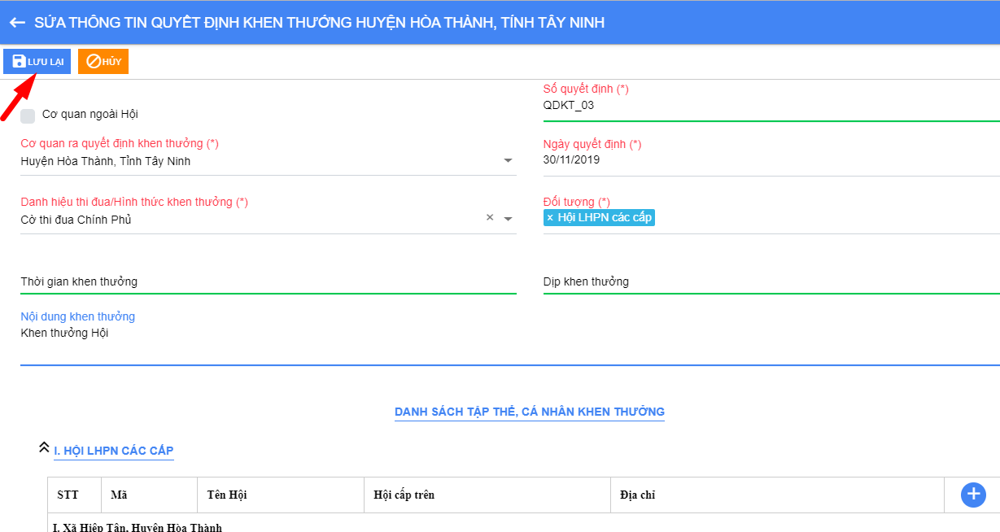 SỬA THÔNG TIN QUYẾT ĐỊNH KHEN THƯỞNG HUYỆN HÒA THÀNH, TỈNH TÂY NINH
LƯU LẠI HỦY
Cơ quan ngoài Hội
Số quyết định (*)
QDKT_03
Cơ quan ra quyết định khen thưởng (*)
Huyện Hòa Thành, Tỉnh Tây Ninh
Ngày quyết định (*)
30/11/2019
Danh hiệu thi đua/Hình thức khen thưởng (*)
Cờ thi đua Chính Phủ ×
Đối tượng (*)
× Hội LHPN các cấp
Thời gian khen thưởng
Dịp khen thưởng
Nội dung khen thưởng
Khen thưởng Hội
DANH SÁCH TẬP THỂ, CÁ NHÂN KHEN THƯỞNG
I. HỘI LHPN CÁC CẤP
STT Mã Tên Hội Hội cấp trên Địa chỉ
I. Xã Hiệp Tân, Huyện Hòa Thành